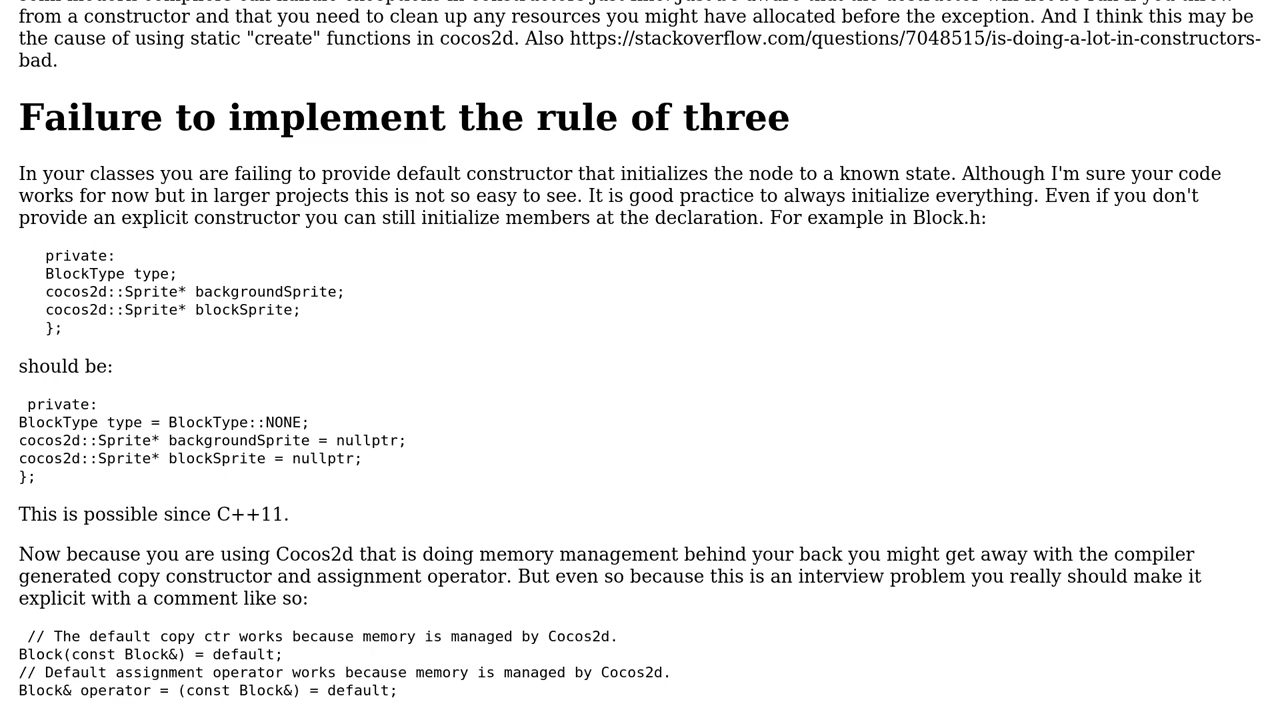 from a constructor and that you need to clean up any resources you might have allocated before the exception. And I think this may be
the cause of using static "create" functions in cocos2d. Also https://stackoverflow.com/questions/7048515/is-doing-a-lot-in-constructors-
bad.
Failure to implement the rule of three
In your classes you are failing to provide default constructor that initializes the node to a known state. Although I'm sure your code
works for now but in larger projects this is not so easy to see. It is good practice to always initialize everything. Even if you don't
provide an explicit constructor you can still initialize members at the declaration. For example in Block.h:
private:
BlockType type;
cocos2d::Sprite* backgroundSprite;
cocos2d::Sprite* blockSprite;
};
should be:
private:
BlockType type = BlockType::NONE;
cocos2d::Sprite* backgroundSprite = nullptr;
cocos2d::Sprite* blockSprite = nullptr;
};
This is possible since C++11.
Now because you are using Cocos2d that is doing memory management behind your back you might get away with the compiler
generated copy constructor and assignment operator. But even so because this is an interview problem you really should make it
explicit with a comment like so:
// The default copy ctr works because memory is managed by Cocos2d.
Block(const Block&) = default;
// Default assignment operator works because memory is managed by Cocos2d.
Block& operator = (const Block&) = default;